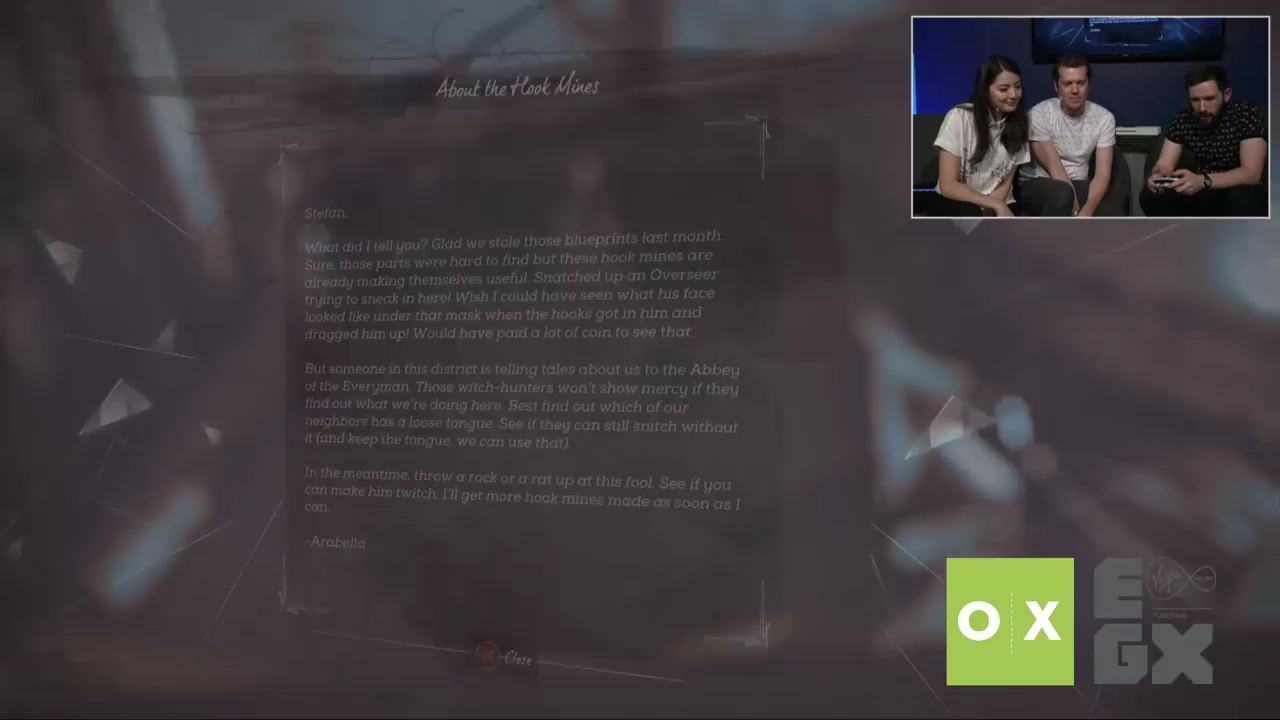 About the Hook Mines
Stefan,
What did I tell you? Glad we stole those blueprints last month.
Sure, those parts were hard to find but these hook mines are
already making themselves useful. Snatched up an Overseer
trying to sneak in here! Wish I could have seen what his face
looked like under that mask when the hooks got in him and
dragged him up! Would have paid a lot of coin to see that.
But someone in this district is telling tales about us to the Abbey
of the Everyman. Those witch-hunters won't show mercy if they
find out what we're doing here. Best find out which of our
neighbors has a loose tongue. See if they can still snitch without
it (and keep the tongue, we can use that).
In the meantime, throw a rock or a rat up at this fool. See if you
can make him twitch. I'll get more hook mines made as soon as I
can.
-Arabella
Close
O X
Virgin media
E
GX